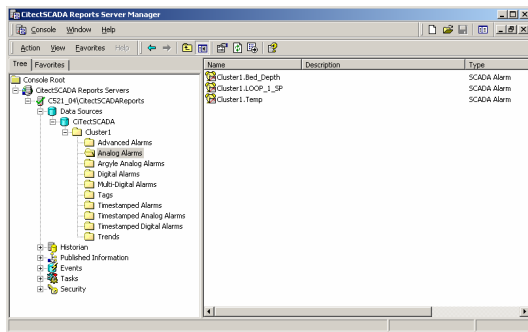 CitectSCADA Reports Server Manager
Console Window Help
Action View Favorites Help
Tree Favorites
Console Root
CitectSCADA Reports Servers
C521_04\CitectSCADAReports
Data Sources
CiTectSCADA
Cluster1
Advanced Alarms
Analog Alarms
Argyle Analog Alarms
Digital Alarms
Multi-Digital Alarms
Tags
Timestamped Alarms
Timestamped Analog Alarms
Timestamped Digital Alarms
Trends
Historian
Published Information
Events
Tasks
Security
Name Description Type
Cluster1.Bed_Depth SCADA Alarm
Cluster1.LOOP_1_SP SCADA Alarm
Cluster1.Temp SCADA Alarm